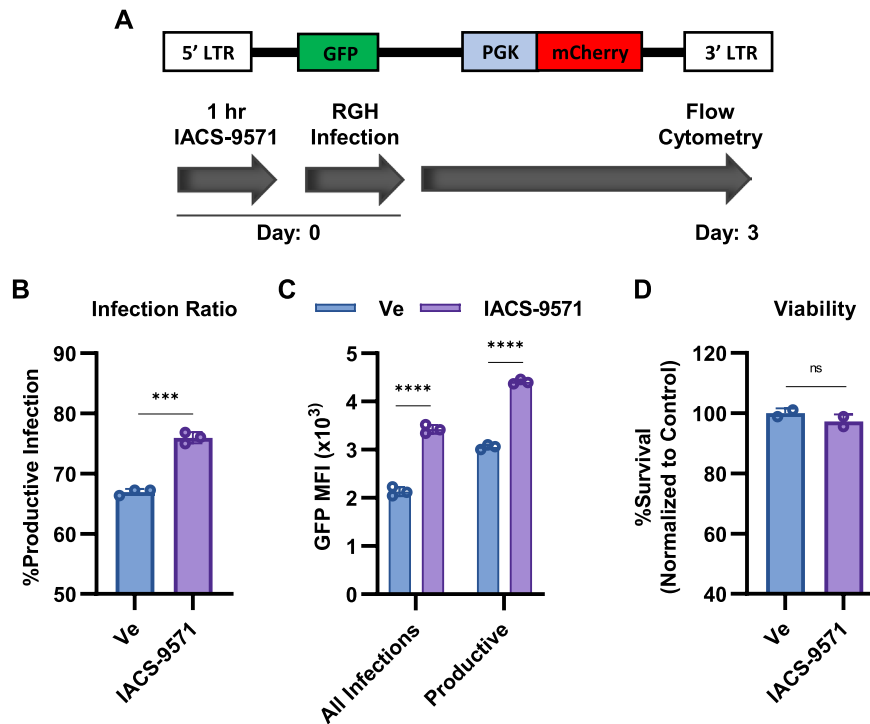 A
5' LTR GFP PGK mCherry 3' LTR
1 hr
IACS-9571
RGH
Infection
Flow
Cytometry
Day: 0
Day: 3
B
Infection Ratio
%Productive Infection
90
80
70
60
50
***
Ve
IACS-9571
C
Ve IACS-9571
GFP MFI (x10³)
5
4
3
2
1
0
****
****
All Infections
Productive
D
Viability
%Survival
(Normalized to Control)
120
100
80
60
40
ns
Ve
IACS-9571